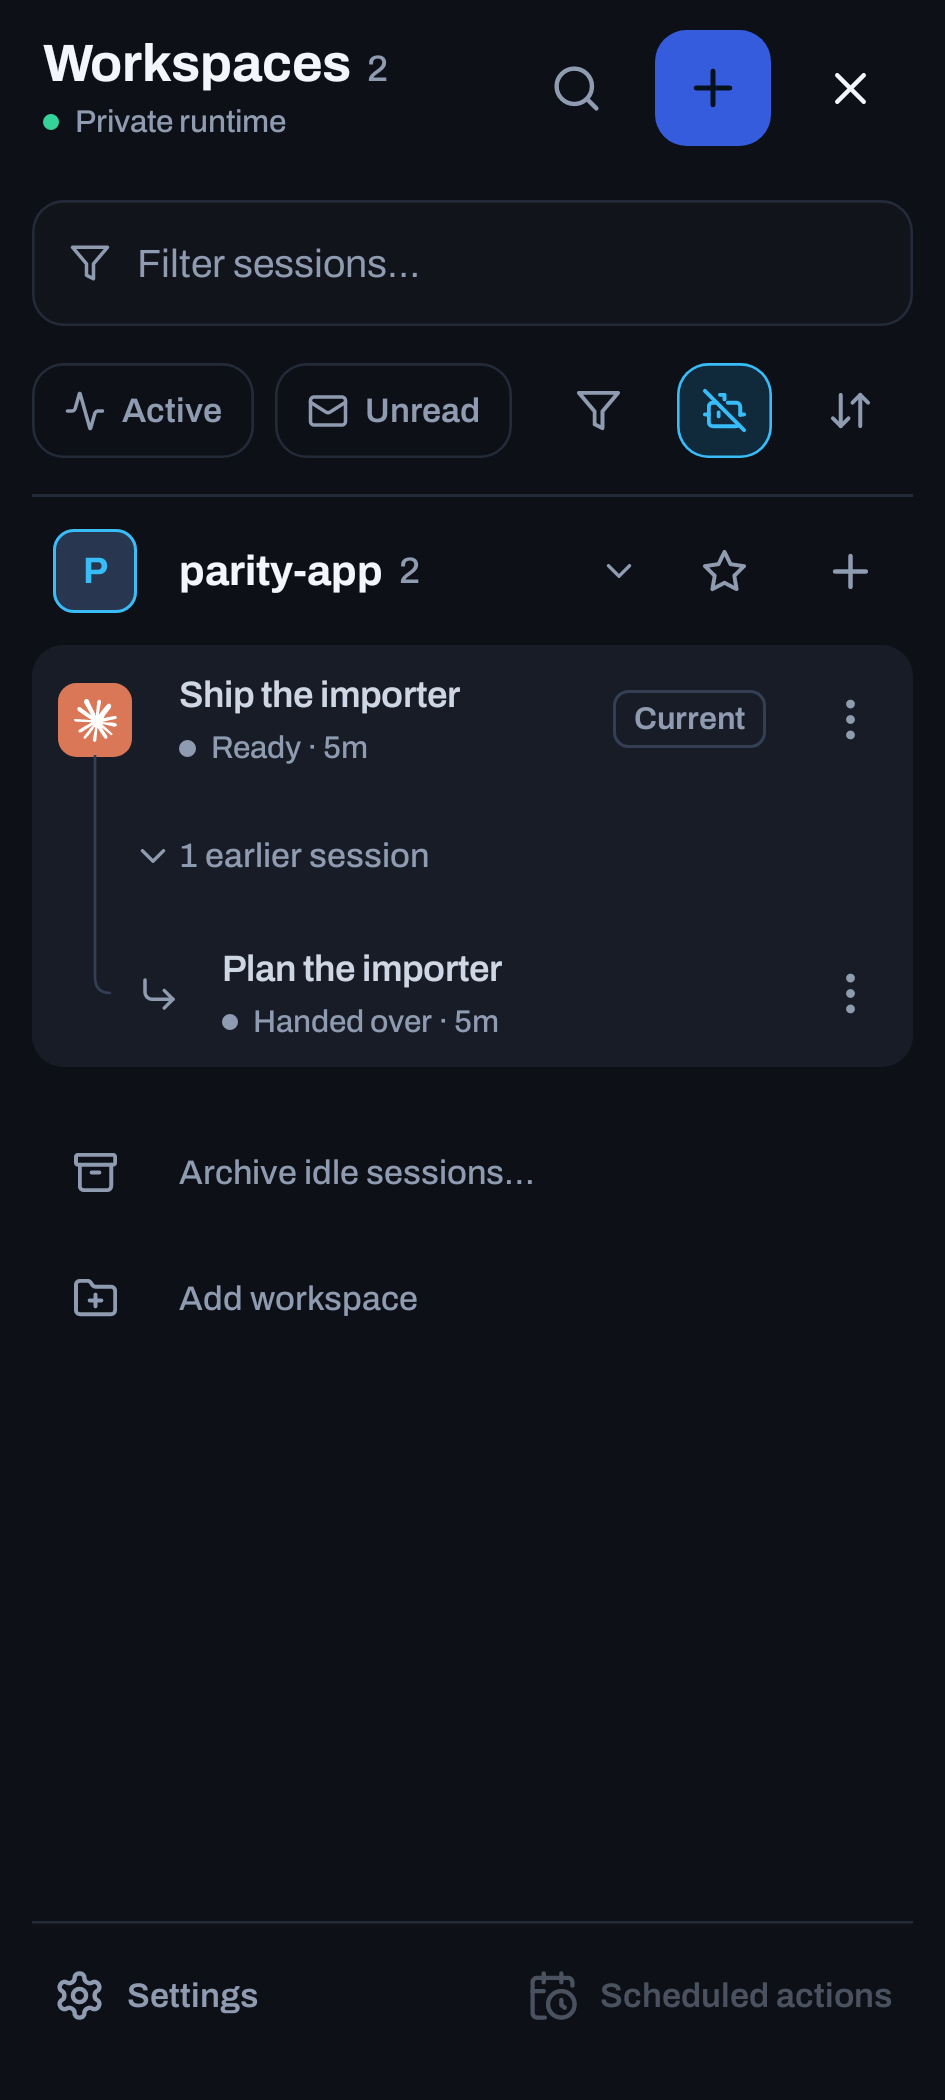 Workspaces 2
Private runtime
Filter sessions...
Active
Unread
P
parity-app 2
Ship the importer
Ready · 5m
Current
1 earlier session
Plan the importer
Handed over · 5m
Archive idle sessions...
Add workspace
Settings
Scheduled actions